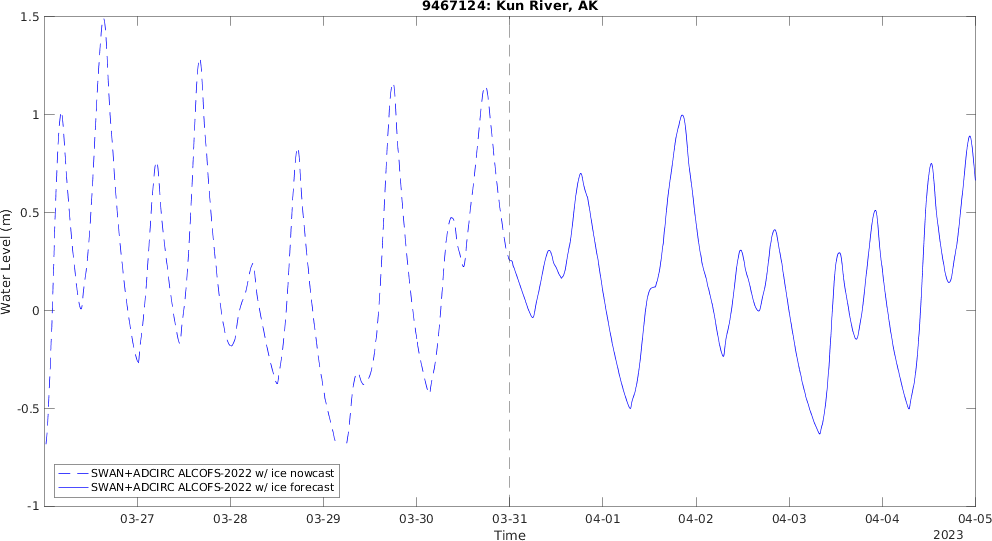 9467124: Kun River, AK
1.5
1
0.5
0
-0.5
-1
Water Level (m)
SWAN+ADCIRC ALCOFS-2022 w/ ice nowcast
SWAN+ADCIRC ALCOFS-2022 w/ ice forecast
03-27 03-28 03-29 03-30 03-31 04-01 04-02 04-03 04-04 04-05
Time
2023